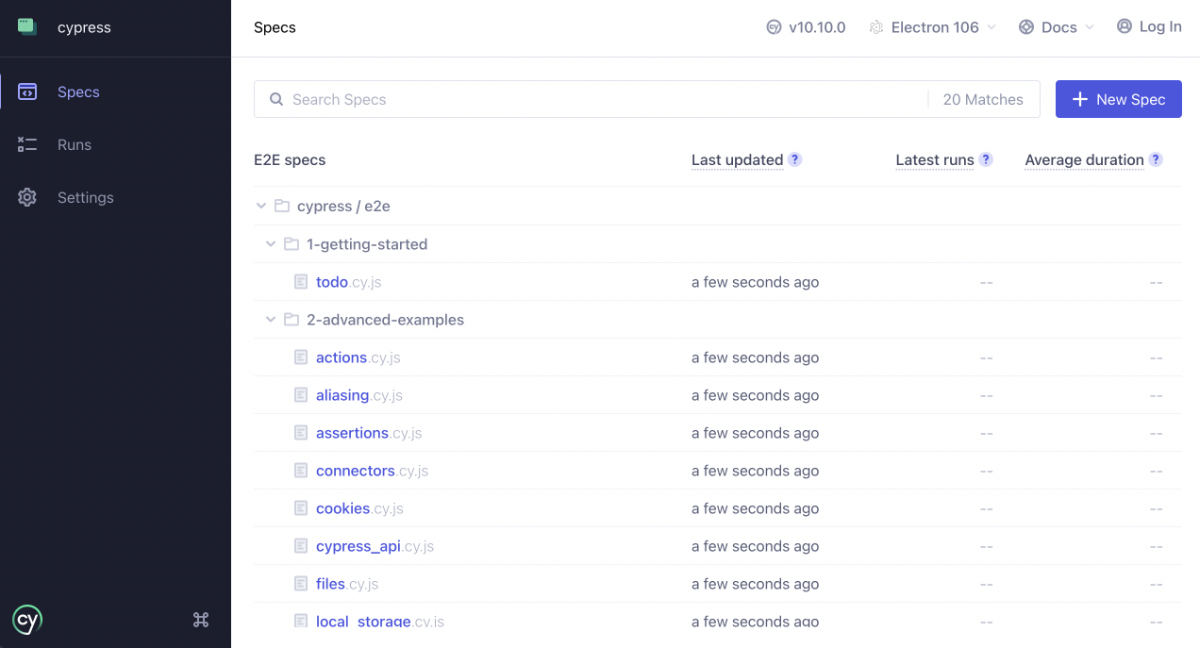 cypress
Specs
Runs
Settings
cy
Specs v10.10.0 Electron 106 Docs Log In
Search Specs 20 Matches New Spec
E2E specs Last updated ? Latest runs ? Average duration ?
cypress / e2e
1-getting-started
todo.cy.js a few seconds ago -- --
2-advanced-examples
actions.cy.js a few seconds ago -- --
aliasing.cy.js a few seconds ago -- --
assertions.cy.js a few seconds ago -- --
connectors.cy.js a few seconds ago -- --
cookies.cy.js a few seconds ago -- --
cypress_api.cy.js a few seconds ago -- --
files.cy.js a few seconds ago -- --
local_storage.cy.js a few seconds ago -- --